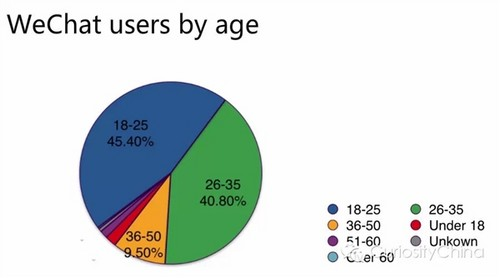 WeChat users by age
18-25
45.40%
26-35
40.80%
36-50
9.50%
18-25
26-35
36-50
Under 18
51-60
Unkown
Over 60
CuriosityChina